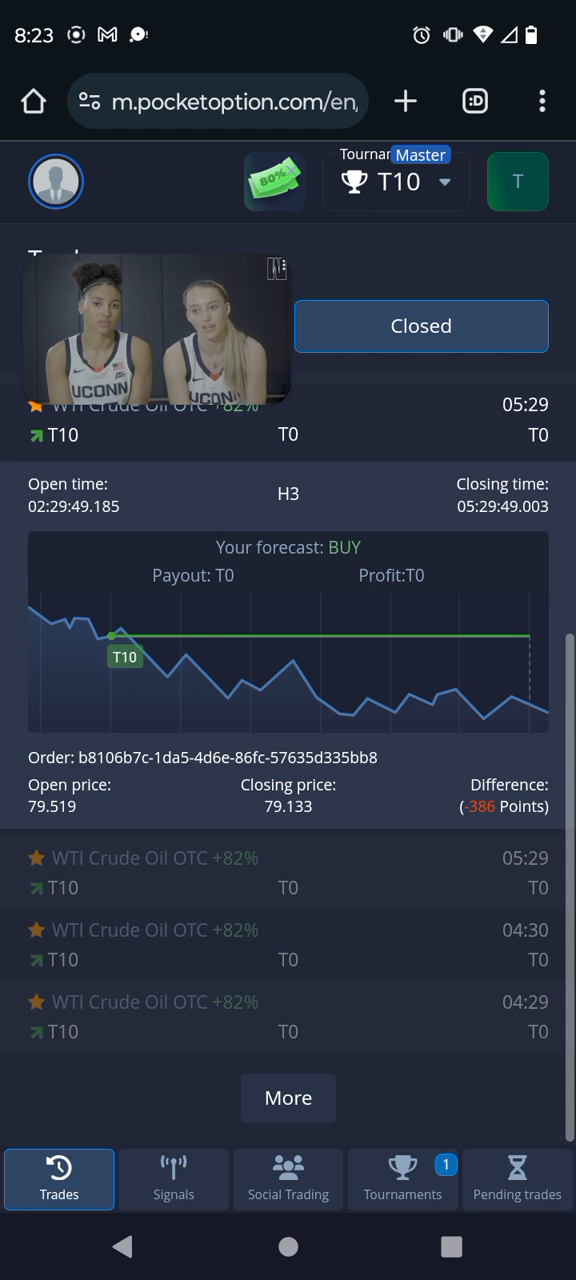 8:23
m.pocketoption.com/en,
:D
80%
Tournar Master
T10
T
Closed
UCONN UCONN
WTI Crude Oil OTC +82% 05:29
T10 T0 T0
Open time: Closing time:
02:29:49.185 H3 05:29:49.003
Your forecast: BUY
Payout: T0 Profit:T0
T10
Order: b8106b7c-1da5-4d6e-86fc-57635d335bb8
Open price: Closing price: Difference:
79.519 79.133 (-386 Points)
WTI Crude Oil OTC +82% 05:29
T10 T0 T0
WTI Crude Oil OTC +82% 04:30
T10 T0 T0
WTI Crude Oil OTC +82% 04:29
T10 T0 T0
More
1
Trades Signals Social Trading Tournaments Pending trades